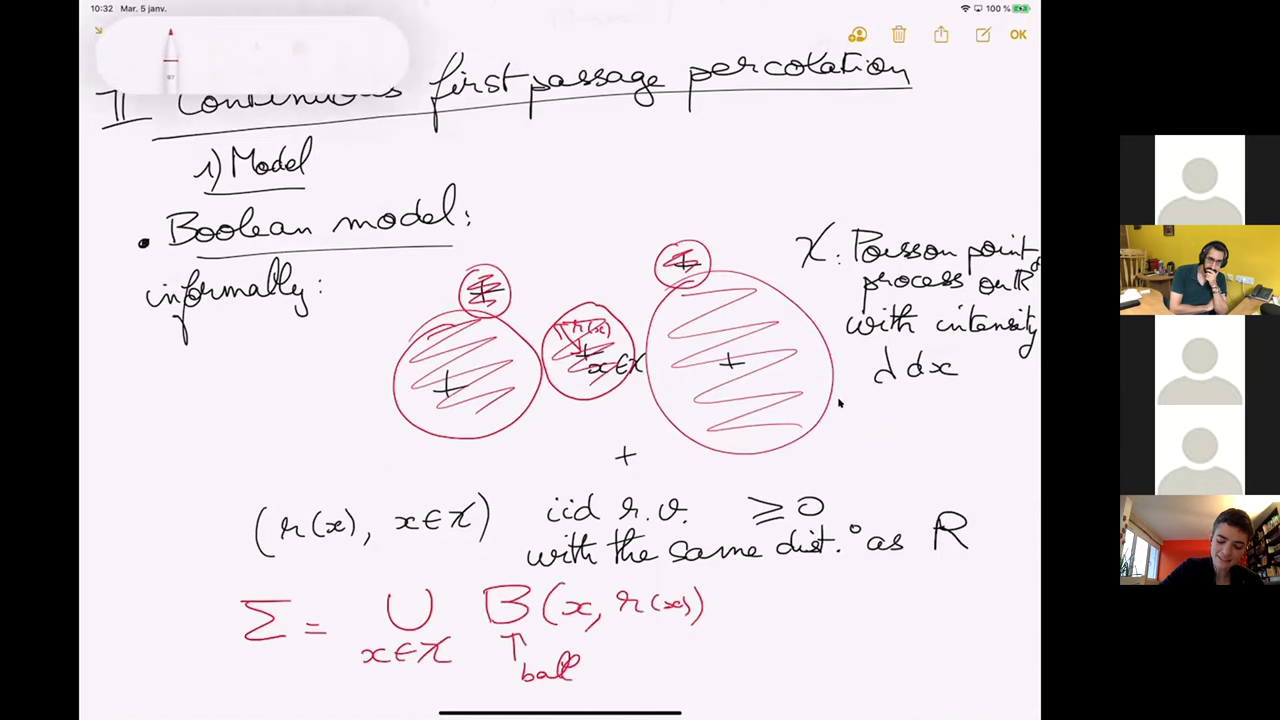 10:32 Mar. 5 janv.
100 %
OK
97
II Continuous first passage percolation
1) Model
• Boolean model:
informally:
χ: Poisson point
process on ℝ
with intensity
λ dx
r(x)
x∈χ
(r(x), x∈χ) iid r.v. ≥0
with the same dist.° as R
Σ = ∪ B(x, r(x))
x∈χ
↑
ball